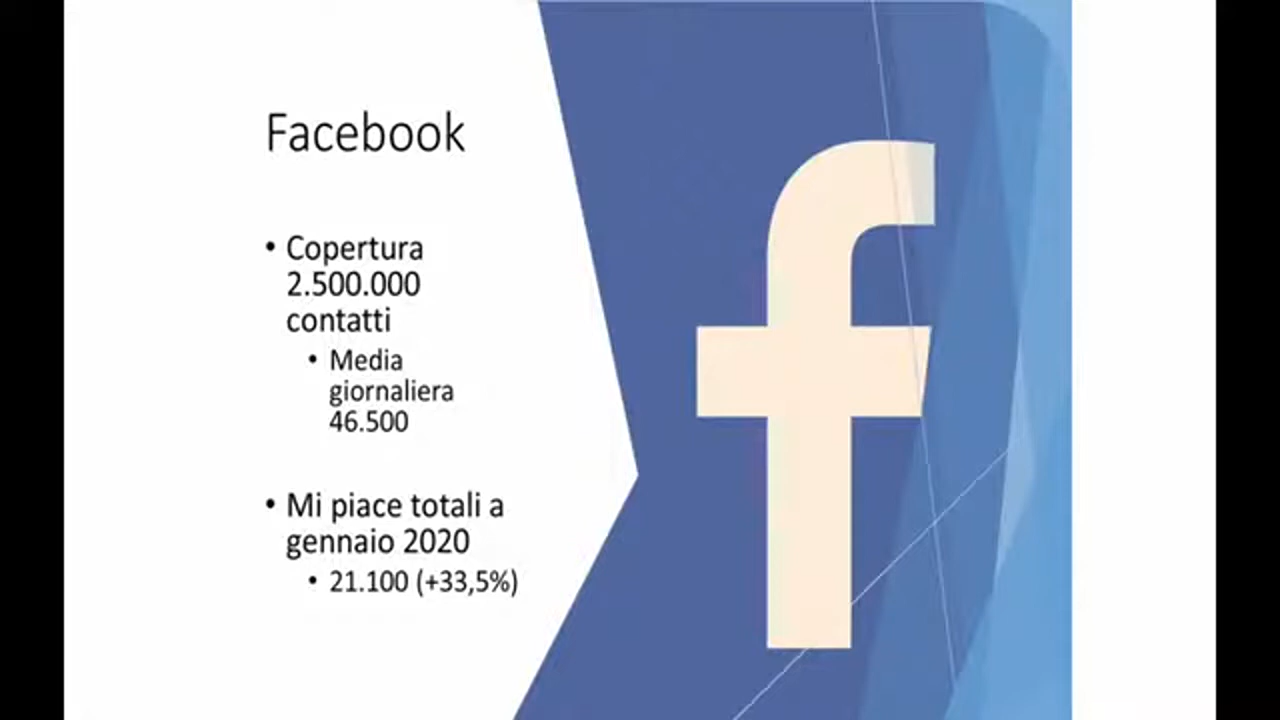 Facebook
• Copertura
2.500.000
contatti
• Media
giornaliera
46.500
• Mi piace totali a
gennaio 2020
• 21.100 (+33,5%)
f